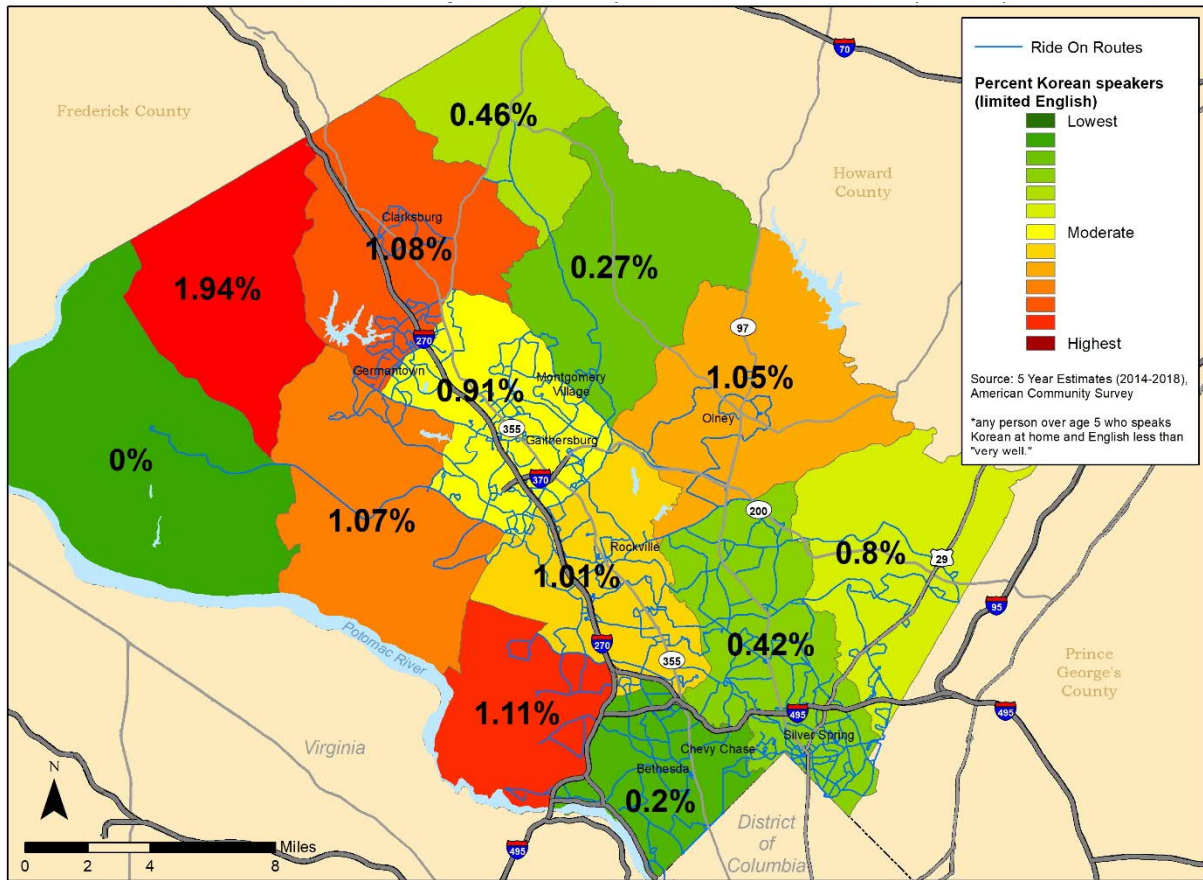 70
Ride On Routes
Percent Korean speakers
(limited English)
Lowest
Moderate
Highest
Source: 5 Year Estimates (2014-2018),
American Community Survey
*any person over age 5 who speaks
Korean at home and English less than
"very well."
Frederick County
0.46%
Howard
County
Clarksburg
1.08%
0.27%
1.94%
97
270
Germantown
0.91%
Montgomery
Village
1.05%
Olney
355
Gaithersburg
0%
370
1.07%
200
Rockville
0.8%
29
1.01%
95
Potomac River
270
355
0.42%
Prince
George's
County
1.11%
495
495
Virginia
Chevy Chase
Silver Spring
Bethesda
0.2%
N
District
of
Columbia
Miles
0 2 4 8
495